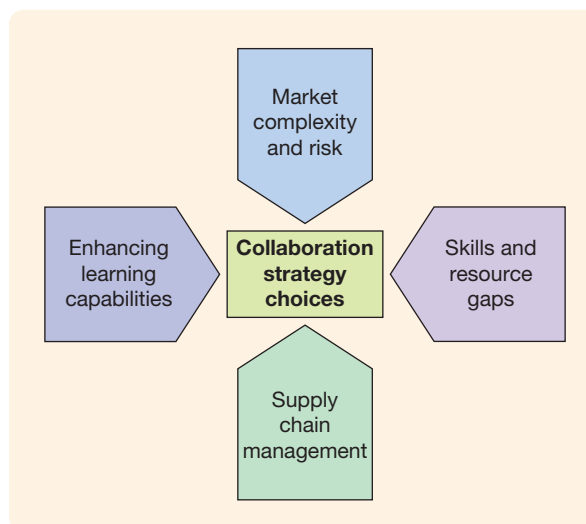 Market
complexity
and risk
Enhancing
learning
capabilities
Collaboration
strategy
choices
Skills and
resource
gaps
Supply
chain
management